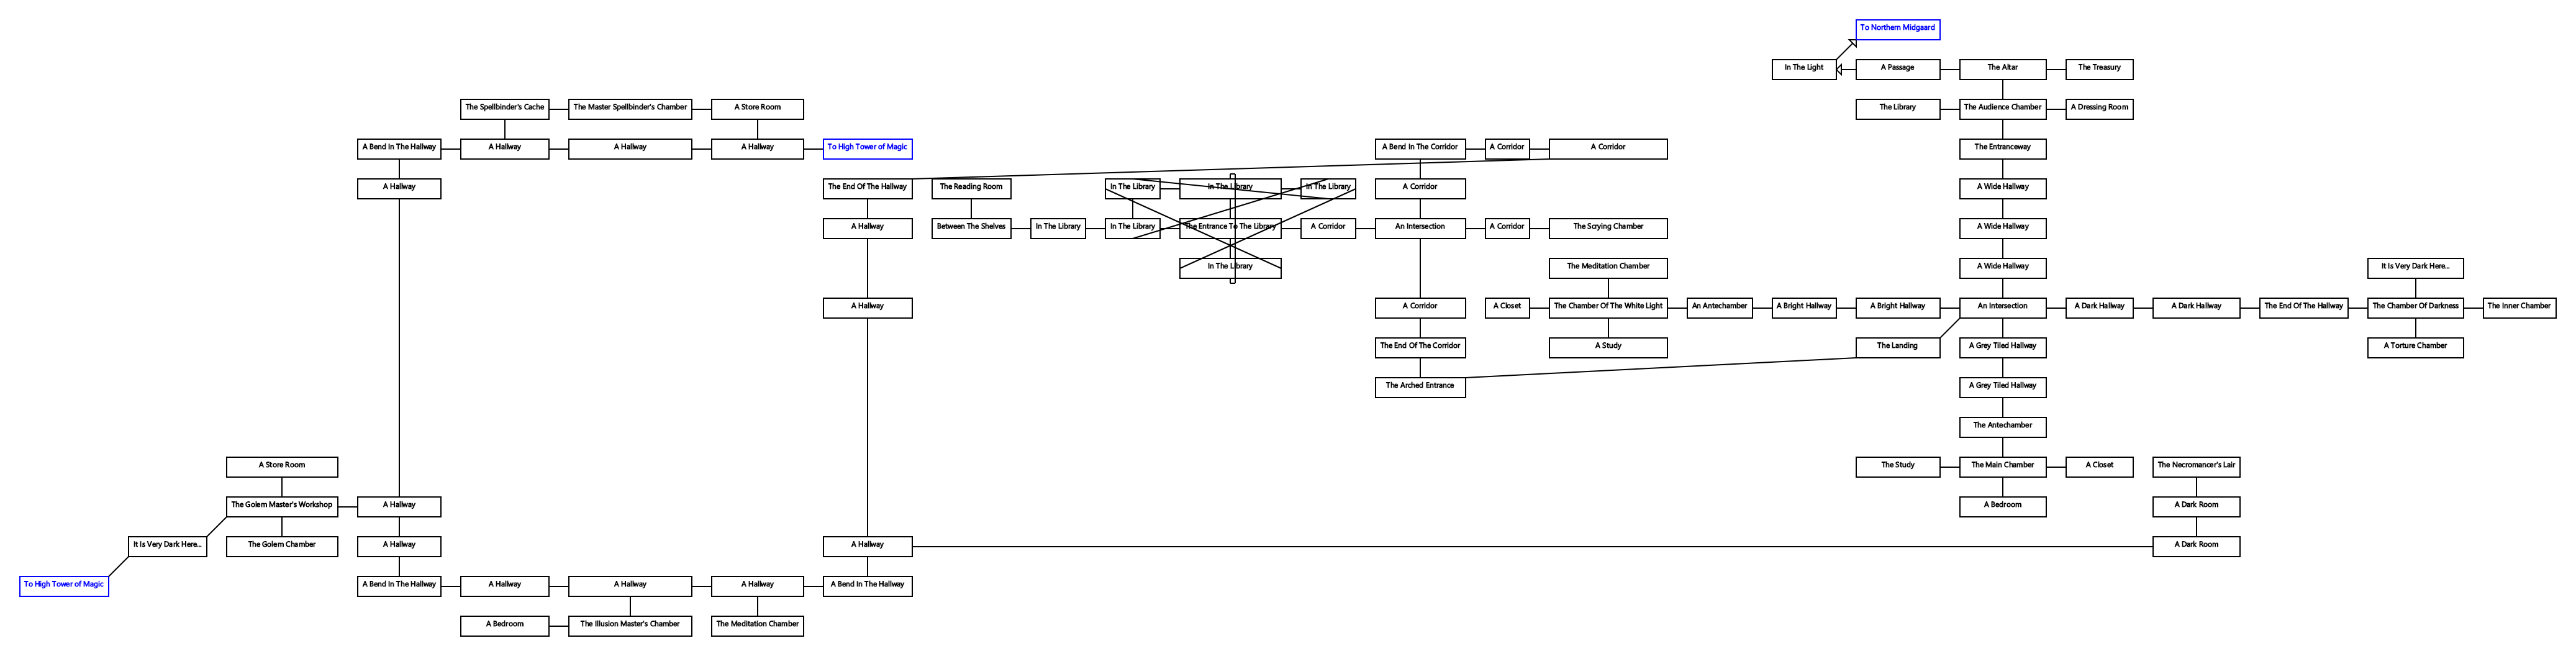 To Northern Midgaard
In The Light
A Passage
The Altar
The Treasury
The Spellbinder's Cache
The Master Spellbinder's Chamber
A Store Room
The Library
The Audience Chamber
A Dressing Room
A Bend In The Hallway
A Hallway
A Hallway
A Hallway
To High Tower of Magic
A Bend In The Corridor
A Corridor
A Corridor
The Entranceway
A Hallway
The End Of The Hallway
The Reading Room
In The Library
In The Library
In The Library
A Corridor
A Wide Hallway
A Hallway
Between The Shelves
In The Library
In The Library
The Entrance To The Library
A Corridor
An Intersection
A Corridor
The Scrying Chamber
A Wide Hallway
In The Library
The Meditation Chamber
A Wide Hallway
It Is Very Dark Here...
A Hallway
A Corridor
A Closet
The Chamber Of The White Light
An Antechamber
A Bright Hallway
A Bright Hallway
An Intersection
A Dark Hallway
A Dark Hallway
The End Of The Hallway
The Chamber Of Darkness
The Inner Chamber
The End Of The Corridor
A Study
The Landing
A Grey Tiled Hallway
A Torture Chamber
The Arched Entrance
A Grey Tiled Hallway
The Antechamber
A Store Room
The Study
The Main Chamber
A Closet
The Necromancer's Lair
The Golem Master's Workshop
A Hallway
A Bedroom
A Dark Room
It Is Very Dark Here...
The Golem Chamber
A Hallway
A Hallway
A Dark Room
To High Tower of Magic
A Bend In The Hallway
A Hallway
A Hallway
A Hallway
A Bend In The Hallway
A Bedroom
The Illusion Master's Chamber
The Meditation Chamber